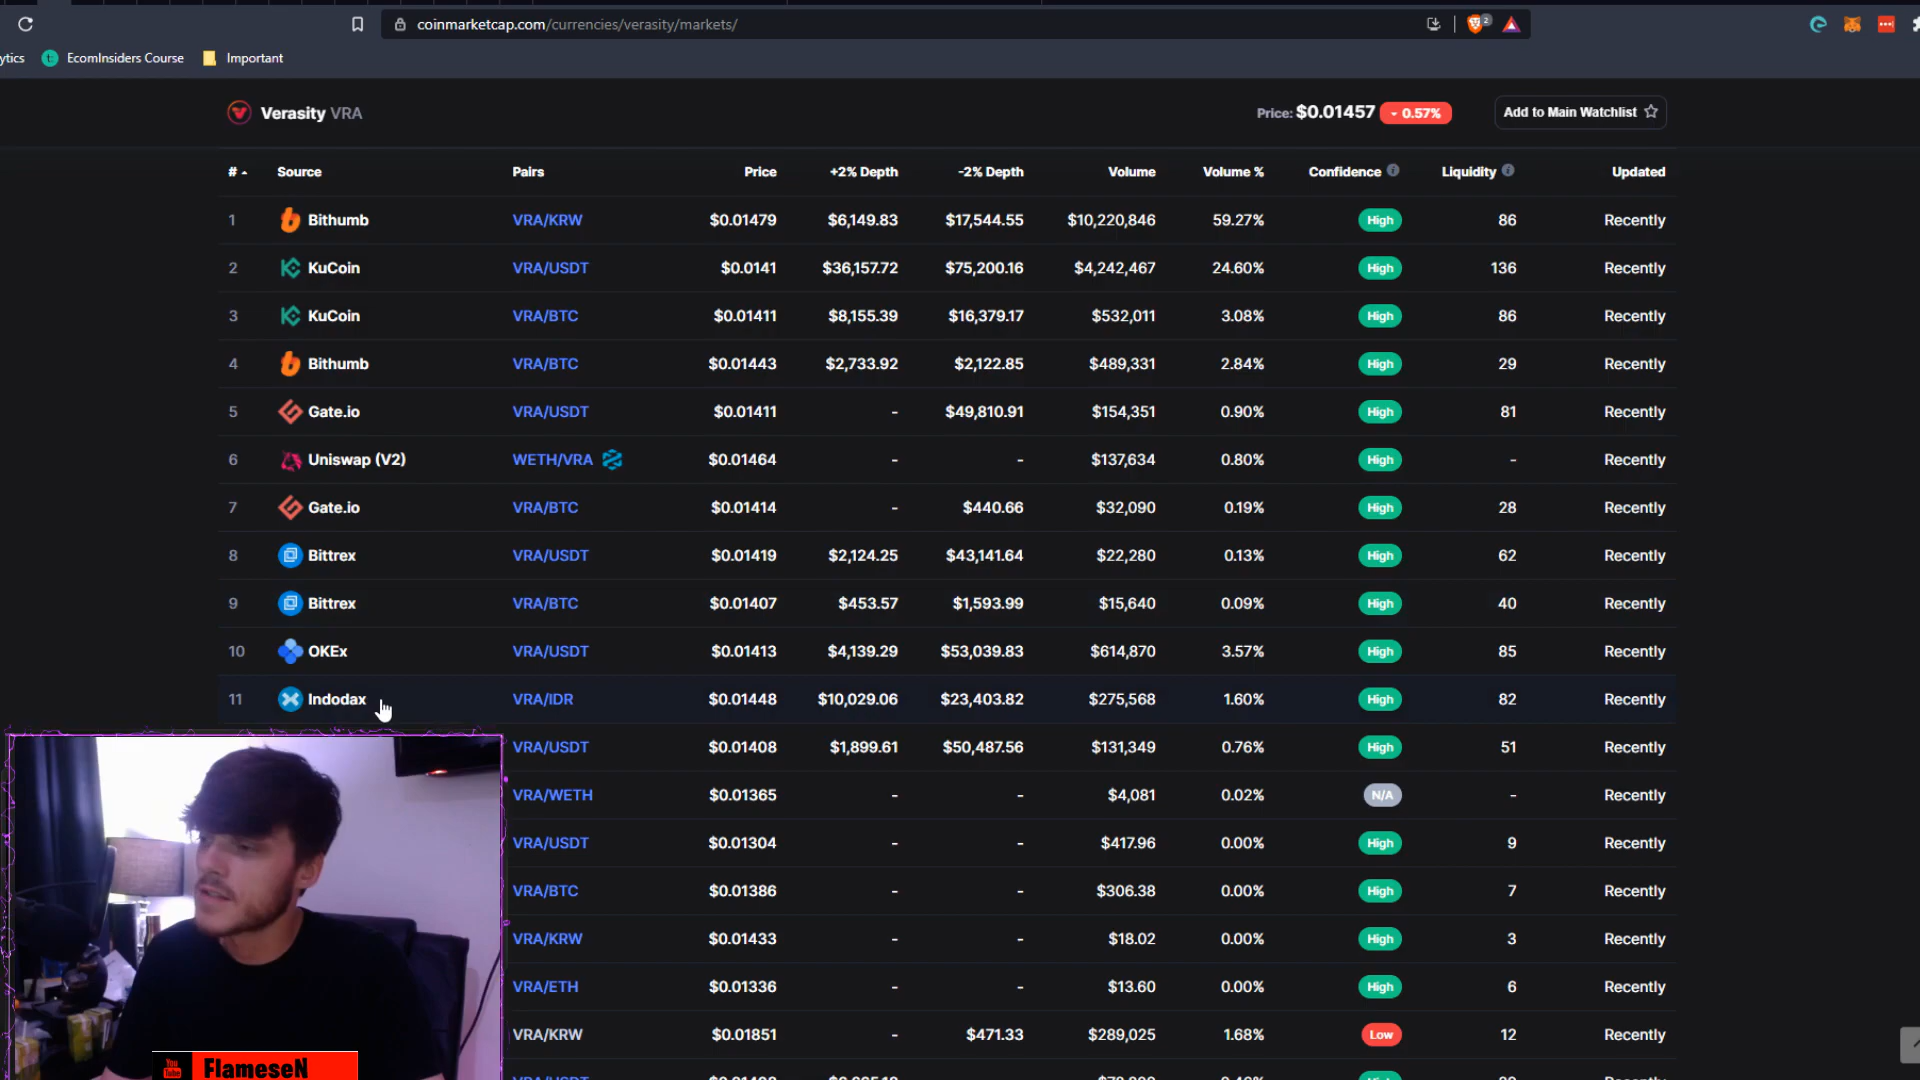 coinmarketcap.com/currencies/verasity/markets/
2
ytics EcomInsiders Course Important
Verasity VRA Price: $0.01457 0.57% Add to Main Watchlist
# Source Pairs Price +2% Depth -2% Depth Volume Volume % Confidence Liquidity Updated
1 Bithumb VRA/KRW $0.01479 $6,149.83 $17,544.55 $10,220,846 59.27% High 86 Recently
2 KuCoin VRA/USDT $0.0141 $36,157.72 $75,200.16 $4,242,467 24.60% High 136 Recently
3 KuCoin VRA/BTC $0.01411 $8,155.39 $16,379.17 $532,011 3.08% High 86 Recently
4 Bithumb VRA/BTC $0.01443 $2,733.92 $2,122.85 $489,331 2.84% High 29 Recently
5 Gate.io VRA/USDT $0.01411 - $49,810.91 $154,351 0.90% High 81 Recently
6 Uniswap (V2) WETH/VRA $0.01464 - - $137,634 0.80% High - Recently
7 Gate.io VRA/BTC $0.01414 - $440.66 $32,090 0.19% High 28 Recently
8 Bittrex VRA/USDT $0.01419 $2,124.25 $43,141.64 $22,280 0.13% High 62 Recently
9 Bittrex VRA/BTC $0.01407 $453.57 $1,593.99 $15,640 0.09% High 40 Recently
10 OKEx VRA/USDT $0.01413 $4,139.29 $53,039.83 $614,870 3.57% High 85 Recently
11 Indodax VRA/IDR $0.01448 $10,029.06 $23,403.82 $275,568 1.60% High 82 Recently
VRA/USDT $0.01408 $1,899.61 $50,487.56 $131,349 0.76% High 51 Recently
VRA/WETH $0.01365 - - $4,081 0.02% N/A - Recently
VRA/USDT $0.01304 - - $417.96 0.00% High 9 Recently
VRA/BTC $0.01386 - - $306.38 0.00% High 7 Recently
VRA/KRW $0.01433 - - $18.02 0.00% High 3 Recently
VRA/ETH $0.01336 - - $13.60 0.00% High 6 Recently
VRA/KRW $0.01851 - $471.33 $289,025 1.68% Low 12 Recently
You Tube FlameseN